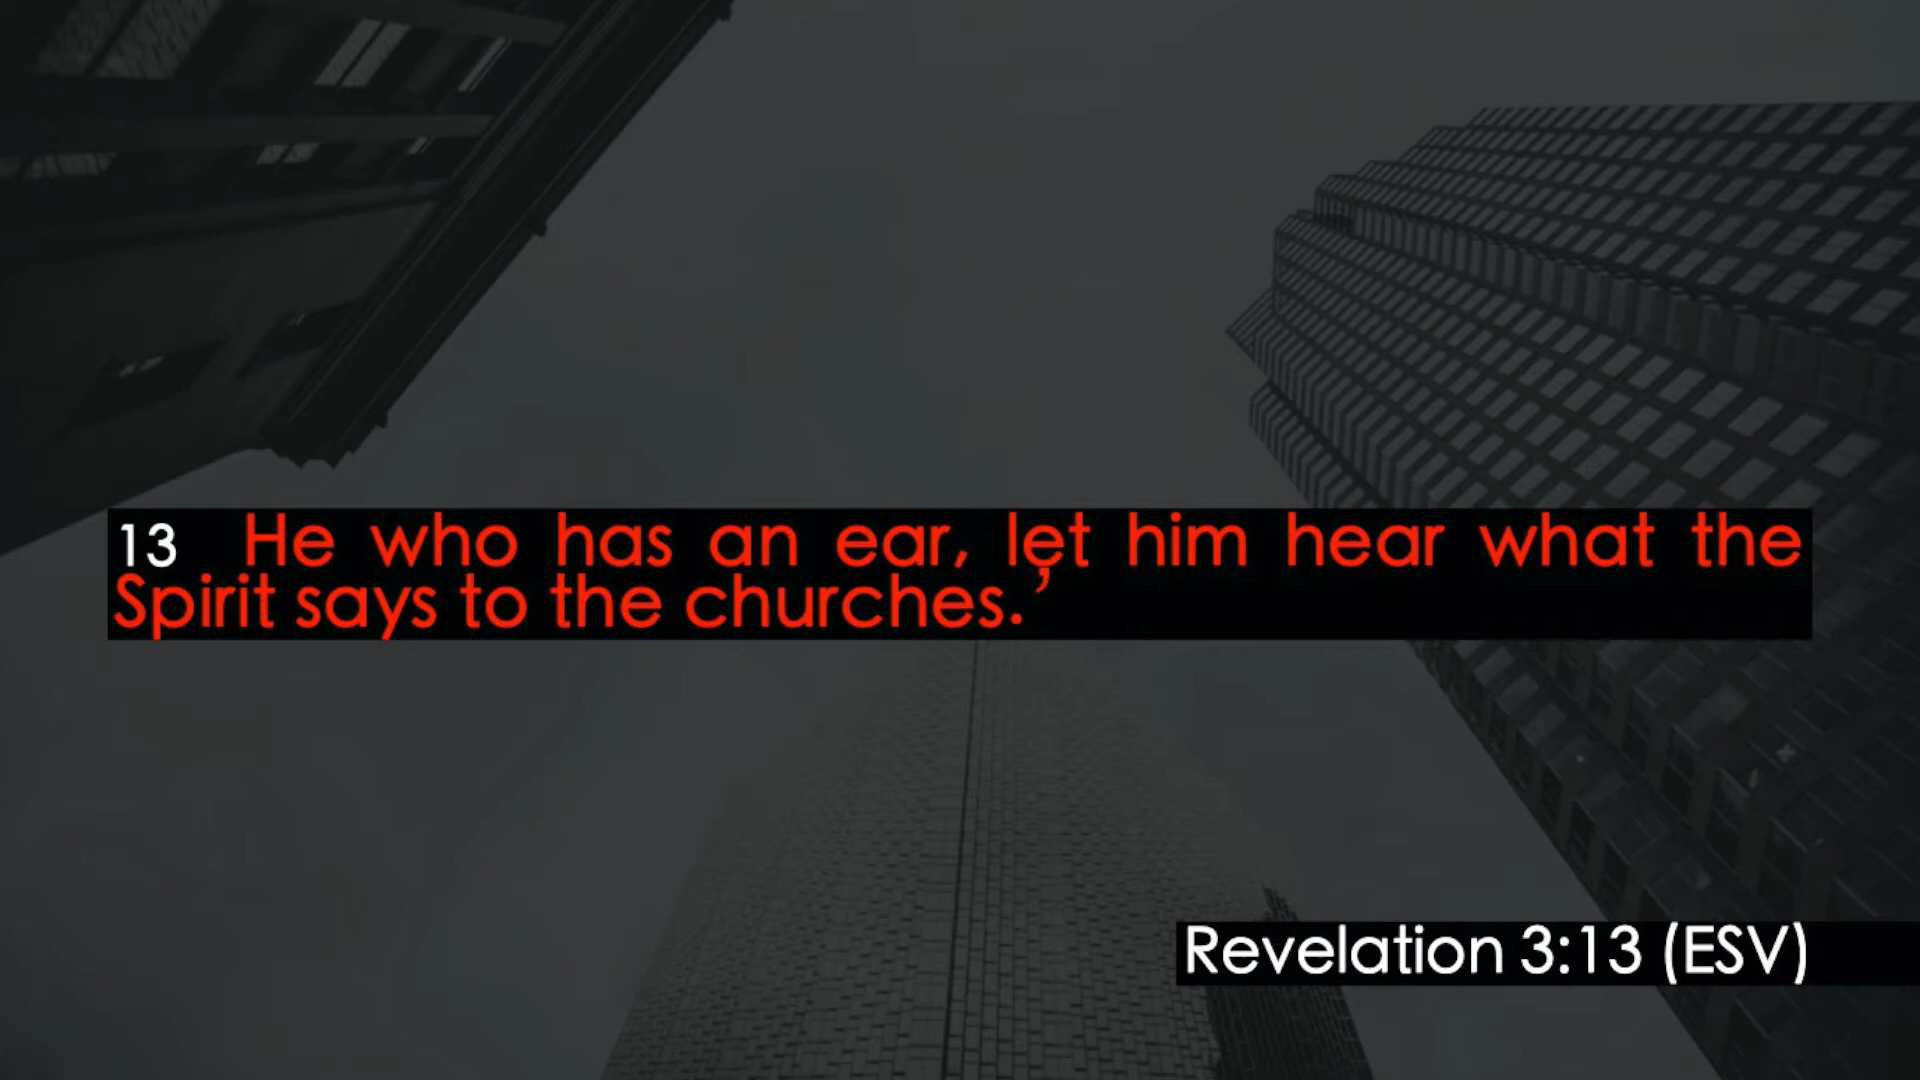 13 He who has an ear, let him hear what the
Spirit says to the churches.’
Revelation 3:13 (ESV)